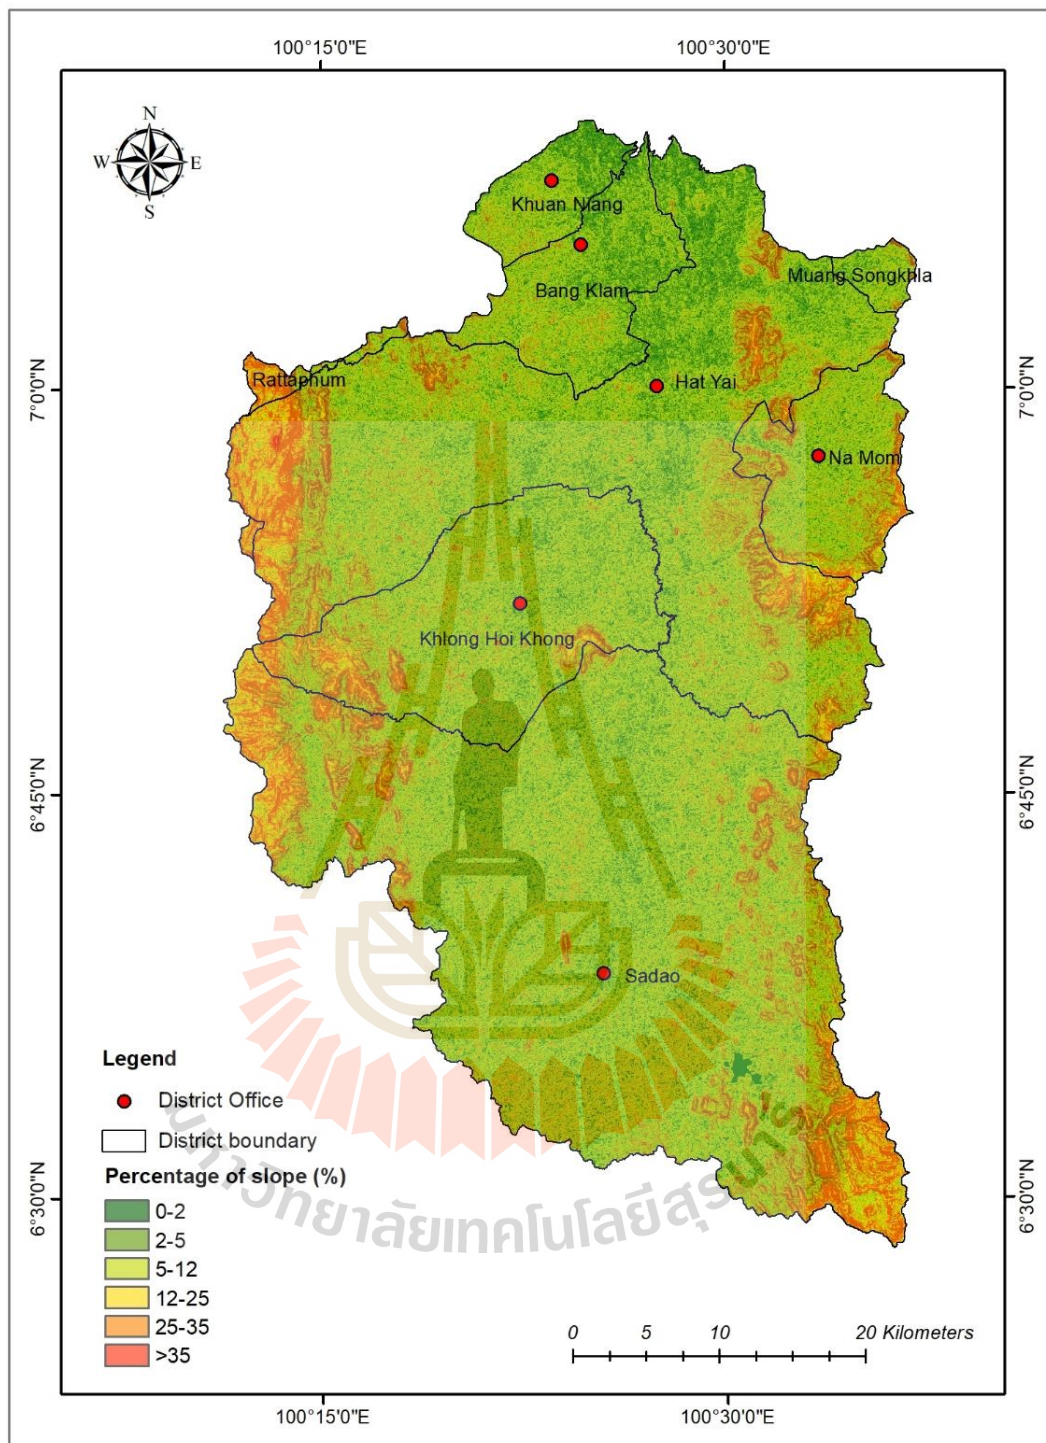 100°15'0"E 100°30'0"E
N
W E
S
Khuan Niang
Bang Klam
Muang Songkhla
Rattaphum
Hat Yai
7°0'0"N 7°0'0"N
Na Mom
Khlong Hoi Khong
6°45'0"N 6°45'0"N
Sadao
Legend
District Office
District boundary
Percentage of slope (%)
0-2
2-5
5-12
12-25
25-35
>35
6°30'0"N 6°30'0"N
มหาวิทยาลัยเทคโนโลยีสุรนารี
0 5 10 20 Kilometers
100°15'0"E 100°30'0"E